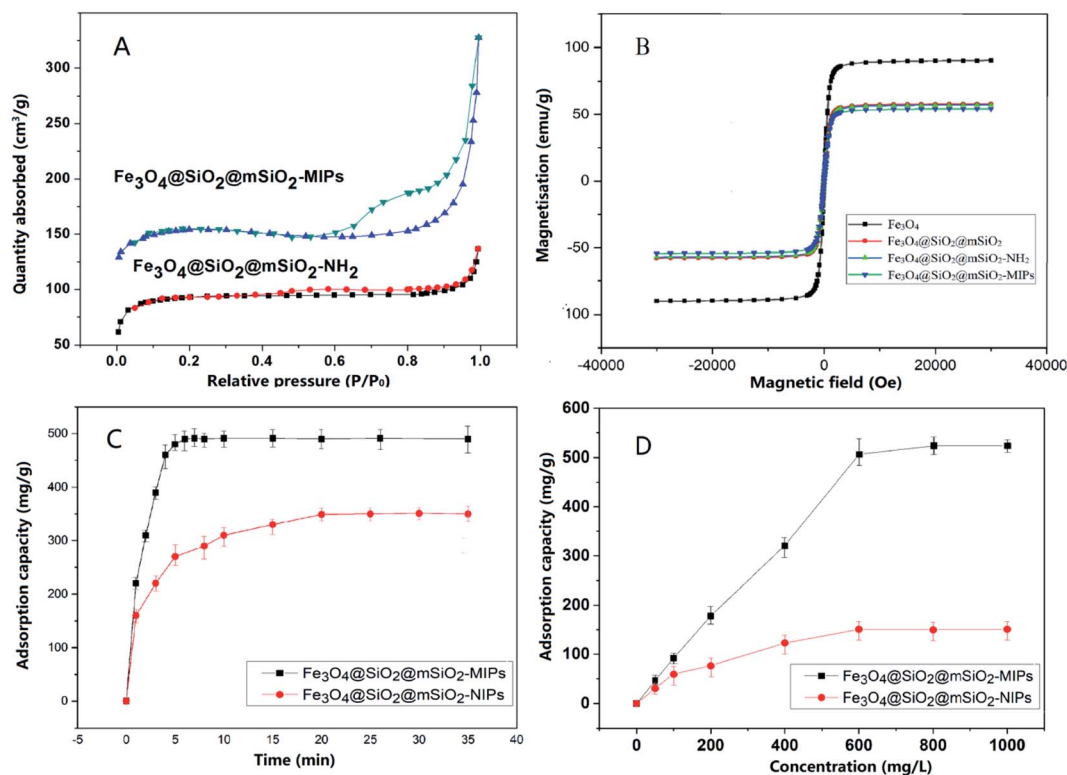 A
Quantity absorbed (cm³/g)
300
250
200
150
100
50
Fe₃O₄@SiO₂@mSiO₂-MIPs
Fe₃O₄@SiO₂@mSiO₂-NH₂
0.0 0.2 0.4 0.6 0.8 1.0
Relative pressure (P/P₀)
B
Magnetisation (emu/g)
100
50
0
-50
-100
Fe₃O₄
Fe₃O₄@SiO₂@mSiO₂
Fe₃O₄@SiO₂@mSiO₂-NH₂
Fe₃O₄@SiO₂@mSiO₂-MIPs
-40000 -20000 0 20000 40000
Magnetic field (Oe)
C
Adsorption capacity (mg/g)
500
400
300
200
100
0
Fe₃O₄@SiO₂@mSiO₂-MIPs
Fe₃O₄@SiO₂@mSiO₂-NIPs
-5 0 5 10 15 20 25 30 35 40
Time (min)
D
Adsorption capacity (mg/g)
600
500
400
300
200
100
0
Fe₃O₄@SiO₂@mSiO₂-MIPs
Fe₃O₄@SiO₂@mSiO₂-NIPs
0 200 400 600 800 1000
Concentration (mg/L)